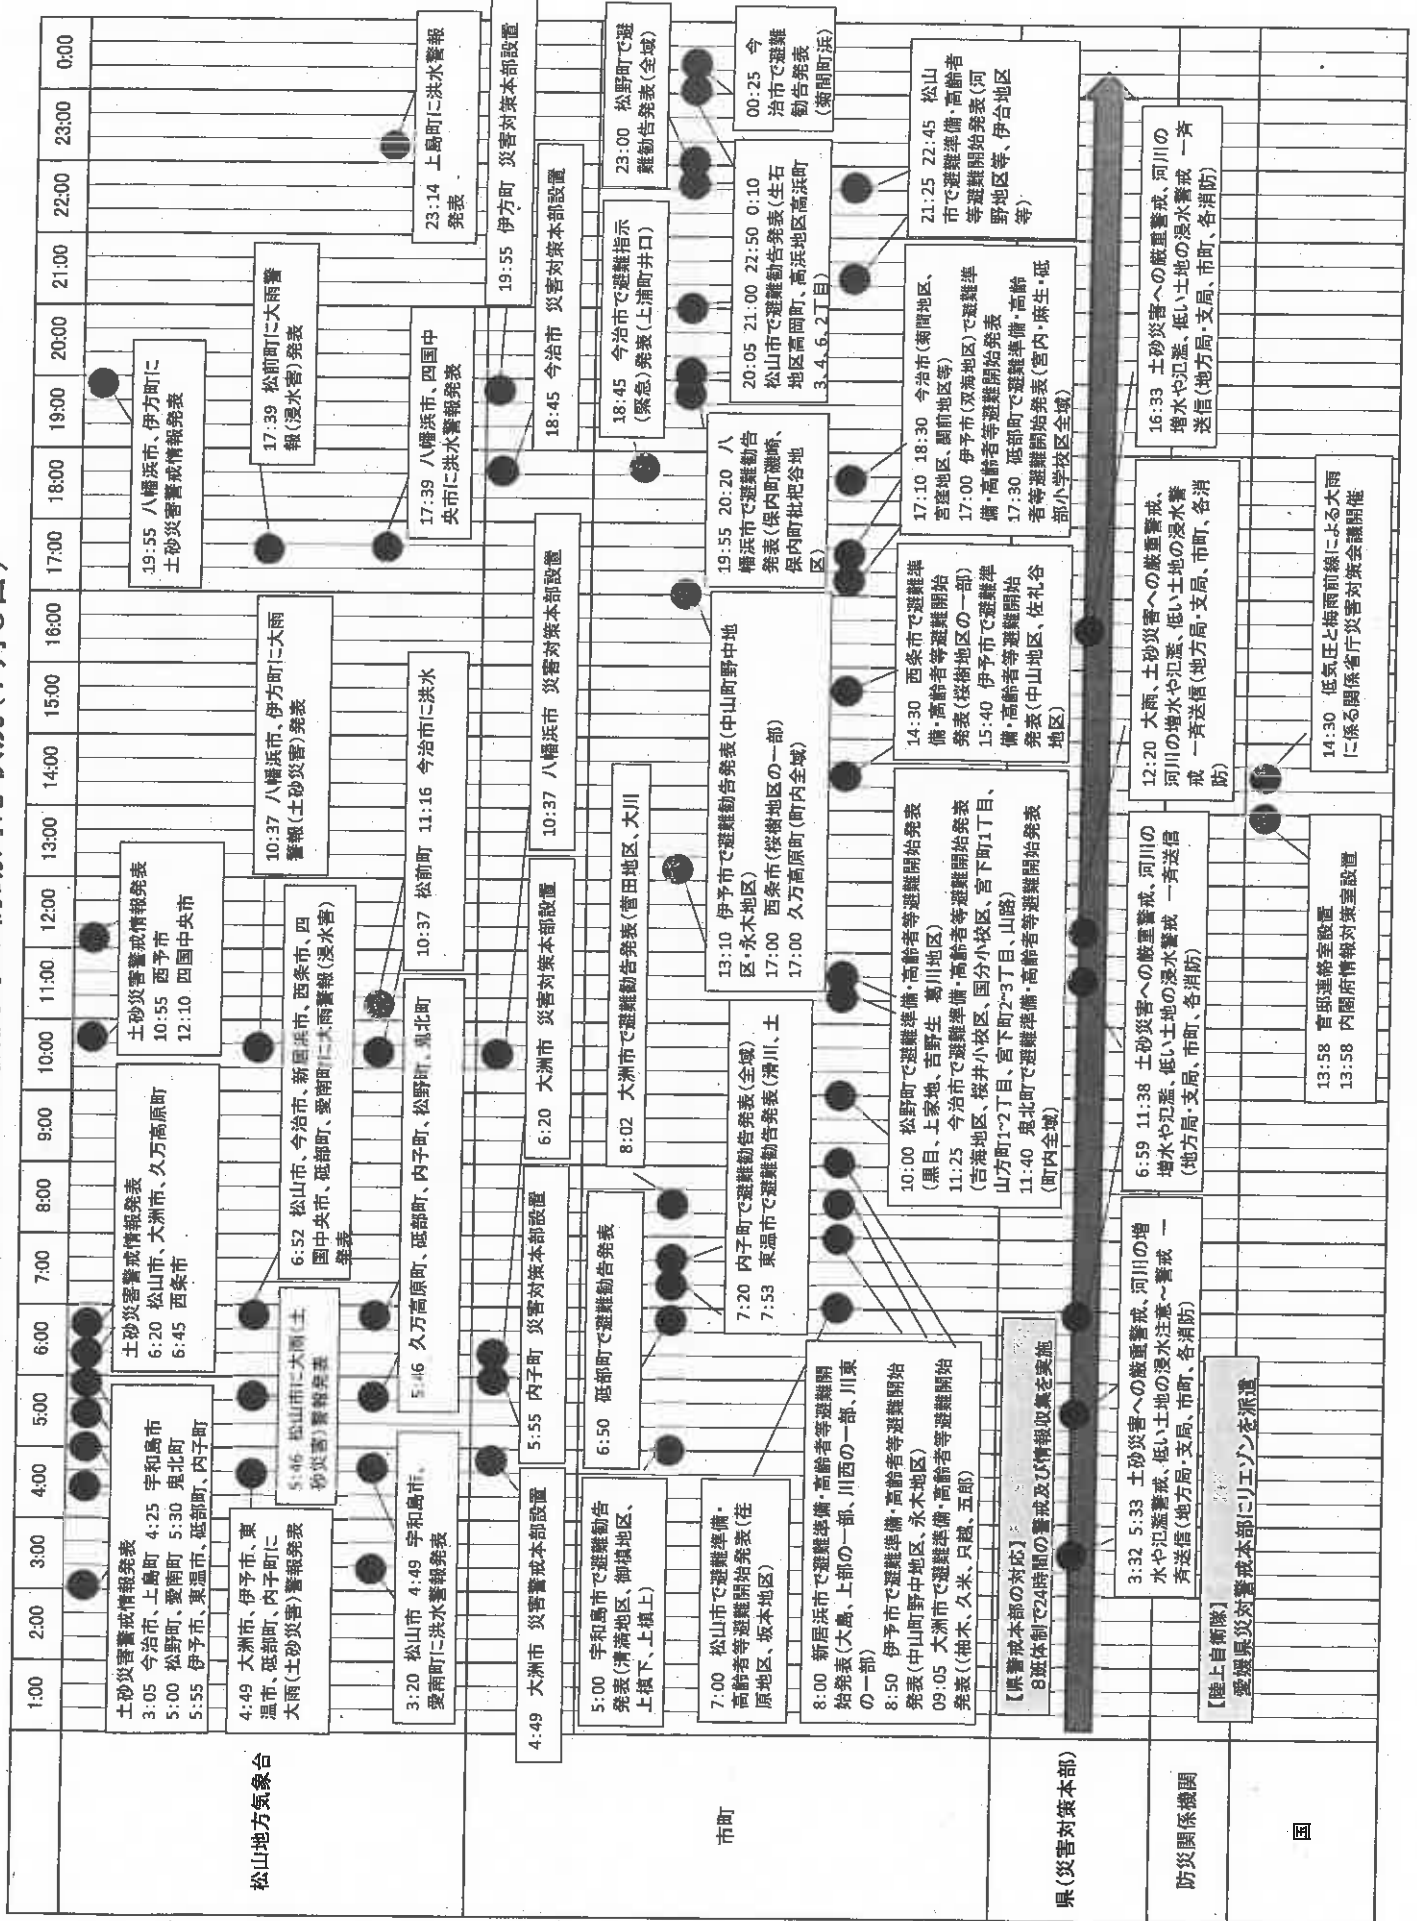 1:00 2:00 3:00 4:00 5:00 6:00 7:00 8:00 9:00 10:00 11:00 12:00 13:00 14:00 15:00 16:00 17:00 18:00 19:00 20:00 21:00 22:00 23:00 0:00
松山地方気象台
土砂災害警戒情報発表
3:05 今治市、上島町 4:25 宇和島市
5:00 松野町、愛南町 5:30 鬼北町
5:55 伊予市、東温市、砥部町、内子町
土砂災害警戒情報発表
6:20 松山市、大洲市、久万高原町
6:45 西条市
土砂災害警戒情報発表
10:55 西予市
12:10 四国中央市
19:55 八幡浜市、伊方町に
土砂災害警戒情報発表
4:49 大洲市、伊予市、東
温市、砥部町、内子町に
大雨(土砂災害)警報発表
5:46 松山市に大雨(土
砂災害)警報発表
6:52 松山市、今治市、新居浜市、西条市、四
国中央市、砥部町、愛南町に大雨警報(浸水害)
発表
10:37 八幡浜市、伊方町に大雨
警報(土砂災害)発表
17:39 松前町に大雨警
報(浸水害)発表
3:20 松山市 4:49 宇和島市、
愛南町に洪水警報発表
5:46 久万高原町、砥部町、内子町、松野町、鬼北町
10:37 松前町 11:16 今治市に洪水
17:39 八幡浜市、四国中
央市に洪水警報発表
23:14 上島町に洪水警報
発表
市町
4:49 大洲市 災害警戒本部設置
5:55 内子町 災害対策本部設置
6:20 大洲市 災害対策本部設置
10:37 八幡浜市 災害対策本部設置
18:45 今治市 災害対策本部設置
19:55 伊方町 災害対策本部設置
5:00 宇和島市で避難勧告
発表(清満地区、御槙地区、
上槙下、上槙上)
6:50 砥部町で避難勧告発表
8:02 大洲市で避難勧告発表(菅田地区、大川
18:45 今治市で避難指示
(緊急)発表(上浦町井口)
23:00 松野町で避
難勧告発表(全域)
7:00 松山市で避難準備・
高齢者等避難開始発表(荏
原地区、坂本地区)
7:20 内子町で避難勧告発表(全域)
7:53 東温市で避難勧告発表(滑川、土
13:10 伊予市で避難勧告発表(中山町野中地
区・永木地区)
17:00 西条市(桜樹地区の一部)
17:00 久万高原町(町内全域)
19:55 20:20 八
幡浜市で避難勧告
発表(保内町磯崎、
保内町枇杷谷地
区)
20:05 21:00 22:50 0:10
松山市で避難勧告発表(生石
地区高岡町、高浜地区高浜町
3、4、6、2丁目)
00:25 今
治市で避難
勧告発表
(菊間町浜)
8:00 新居浜市で避難準備・高齢者等避難開
始発表(大島、上部の一部、川西の一部、川東
の一部)
8:50 伊予市で避難準備・高齢者等避難開始
発表(中山町野中地区、永木地区)
09:05 大洲市で避難準備・高齢者等避難開始
発表((柚木、久米、只越、五郎)
10:00 松野町で避難準備・高齢者等避難開始発表
(黒目、上家地、吉野生 葛川地区)
11:25 今治市で避難準備・高齢者等避難開始発表
(吉海地区、桜井小校区、国分小校区、宮下町1丁目、
山方町1~2丁目、宮下町2~3丁目、山路)
11:40 鬼北町で避難準備・高齢者等避難開始発表
(町内全域)
14:30 西条市で避難準
備・高齢者等避難開始
発表(桜樹地区の一部)
15:40 伊予市で避難準
備・高齢者等避難開始
発表(中山地区、佐礼谷
地区)
17:10 18:30 今治市(菊間地区、
宮窪地区、関前地区等)
17:00 伊予市(双海地区)で避難準
備・高齢者等避難開始発表
17:30 砥部町で避難準備・高齢
者等避難開始発表(宮内・麻生・砥
部小学校区全域)
21:25 22:45 松山
市で避難準備・高齢者
等避難開始発表(河
野地区等、伊台地区
等)
県(災害対策本部)
【県警戒本部の対応】
8班体制で24時間の警戒及び情報収集を実施
3:32 5:33 土砂災害への厳重警戒、河川の増
水や氾濫警戒、低い土地の浸水注意~警戒 一
斉送信(地方局・支局、市町、各消防)
6:59 11:38 土砂災害への厳重警戒、河川の
増水や氾濫、低い土地の浸水警戒 一斉送信
(地方局・支局、市町、各消防)
12:20 大雨、土砂災害への厳重警戒、
河川の増水や氾濫、低い土地の浸水警
戒 一斉送信(地方局・支局、市町、各消
防)
16:33 土砂災害への厳重警戒、河川の
増水や氾濫、低い土地の浸水警戒 一斉
送信(地方局・支局、市町、各消防)
防災関係機関
【陸上自衛隊】
愛媛県災対警戒本部にリエゾンを派遣
国
13:58 官邸連絡室設置
13:58 内閣府情報対策室設置
14:30 低気圧と梅雨前線による大雨
に係る関係省庁災害対策会議開催